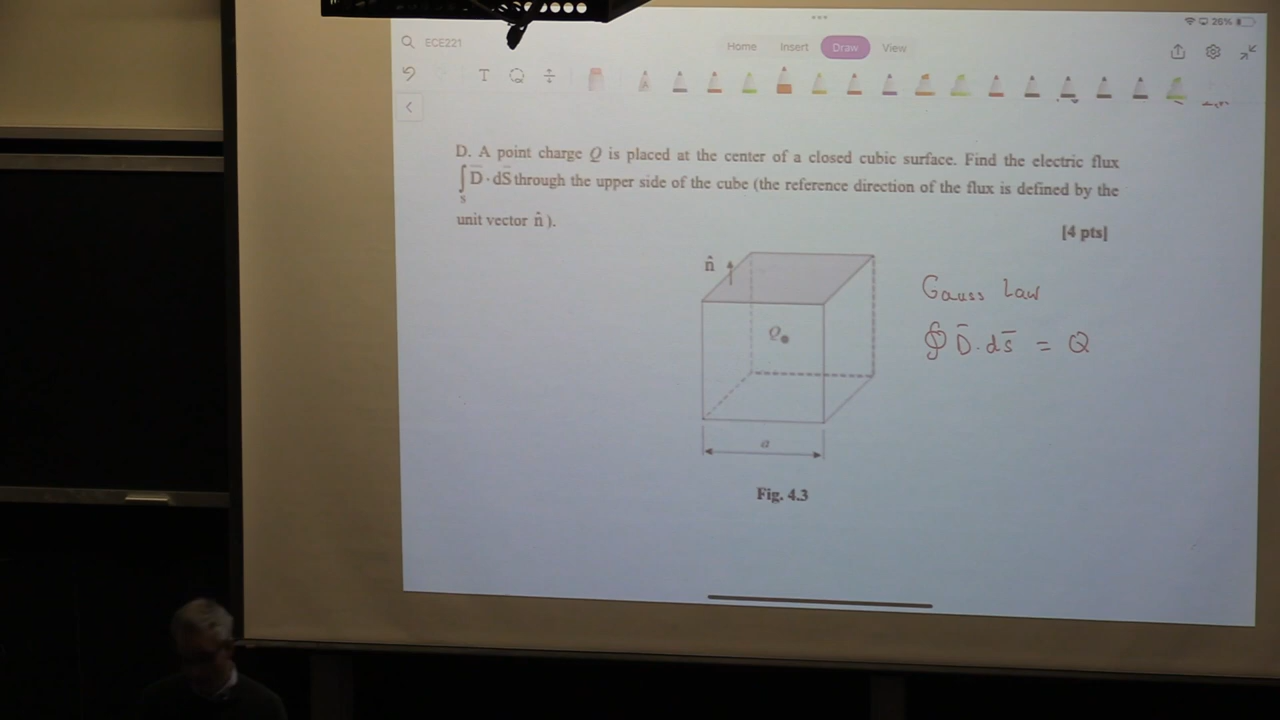 26%
ECE221
Home Insert Draw View
T
D. A point charge Q is placed at the center of a closed cubic surface. Find the electric flux
∫ D̄ · dS̄ through the upper side of the cube (the reference direction of the flux is defined by the
S
unit vector n̂ ).
[4 pts]
n̂
Gauss Law
Q
∯ D̄ · ds̄ = Q
a
Fig. 4.3